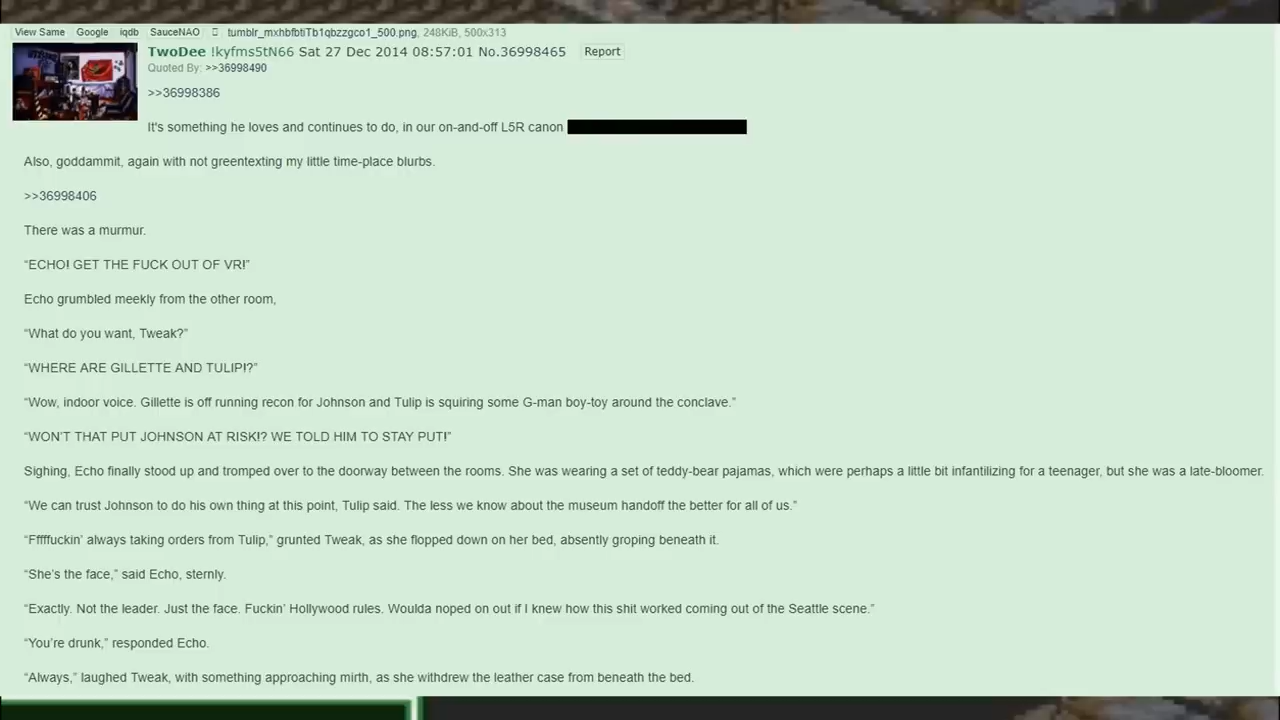 View Same Google iqdb SauceNAO tumblr_mxhbfbtiTb1qbzzgco1_500.png, 248KiB, 500x313
TwoDee !kyfms5tN66 Sat 27 Dec 2014 08:57:01 No.36998465 Report
Quoted By: >>36998490
>>36998386
It's something he loves and continues to do, in our on-and-off L5R canon
Also, goddammit, again with not greentexting my little time-place blurbs.
>>36998406
There was a murmur.
“ECHO! GET THE FUCK OUT OF VR!”
Echo grumbled meekly from the other room,
“What do you want, Tweak?”
“WHERE ARE GILLETTE AND TULIP!?”
“Wow, indoor voice. Gillette is off running recon for Johnson and Tulip is squiring some G-man boy-toy around the conclave.”
“WON’T THAT PUT JOHNSON AT RISK!? WE TOLD HIM TO STAY PUT!”
Sighing, Echo finally stood up and tromped over to the doorway between the rooms. She was wearing a set of teddy-bear pajamas, which were perhaps a little bit infantilizing for a teenager, but she was a late-bloomer.
“We can trust Johnson to do his own thing at this point, Tulip said. The less we know about the museum handoff the better for all of us.”
“Fffffuckin’ always taking orders from Tulip,” grunted Tweak, as she flopped down on her bed, absently groping beneath it.
“She’s the face,” said Echo, sternly.
“Exactly. Not the leader. Just the face. Fuckin’ Hollywood rules. Woulda noped on out if I knew how this shit worked coming out of the Seattle scene.”
“You’re drunk,” responded Echo.
“Always,” laughed Tweak, with something approaching mirth, as she withdrew the leather case from beneath the bed.